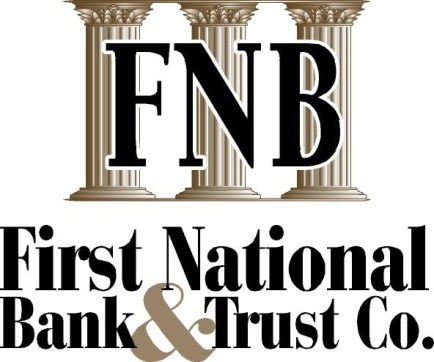 FNB
First National
Bank & Trust Co.